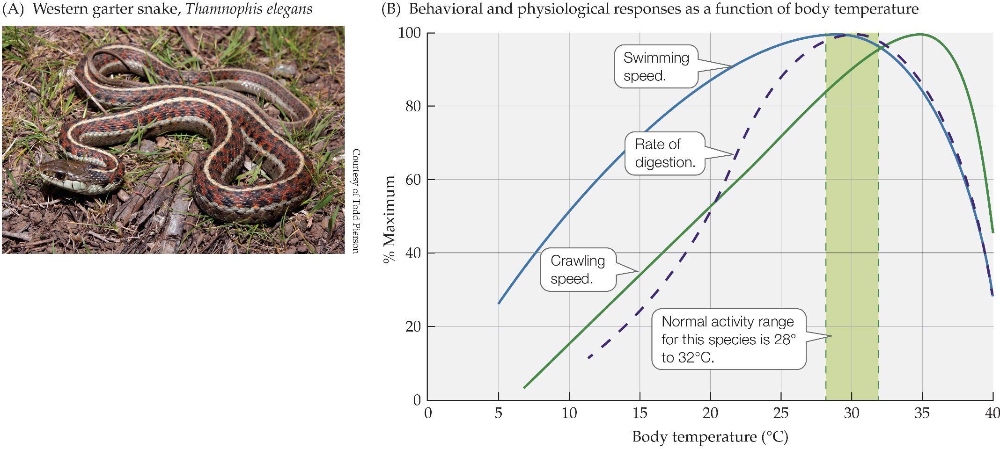 (A) Western garter snake, Thamnophis elegans
Courtesy of Todd Pierson
(B) Behavioral and physiological responses as a function of body temperature
% Maximum
100
80
60
40
20
0
Swimming
speed.
Rate of
digestion.
Crawling
speed.
Normal activity range
for this species is 28°
to 32°C.
0 5 10 15 20 25 30 35 40
Body temperature (°C)